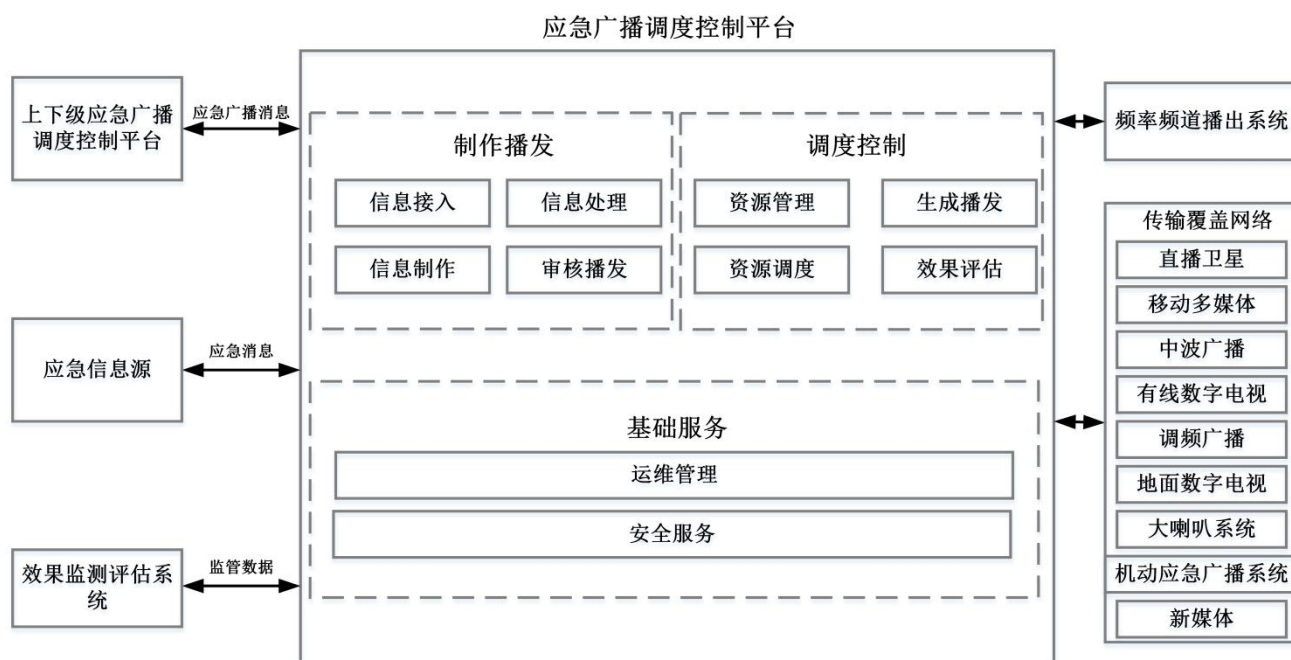 应急广播调度控制平台
上下级应急广播
调度控制平台
应急广播消息
应急信息源
应急消息
效果监测评估系
统
监管数据
制作播发
信息接入
信息处理
信息制作
审核播发
调度控制
资源管理
生成播发
资源调度
效果评估
基础服务
运维管理
安全服务
频率频道播出系统
传输覆盖网络
直播卫星
移动多媒体
中波广播
有线数字电视
调频广播
地面数字电视
大喇叭系统
机动应急广播系统
新媒体